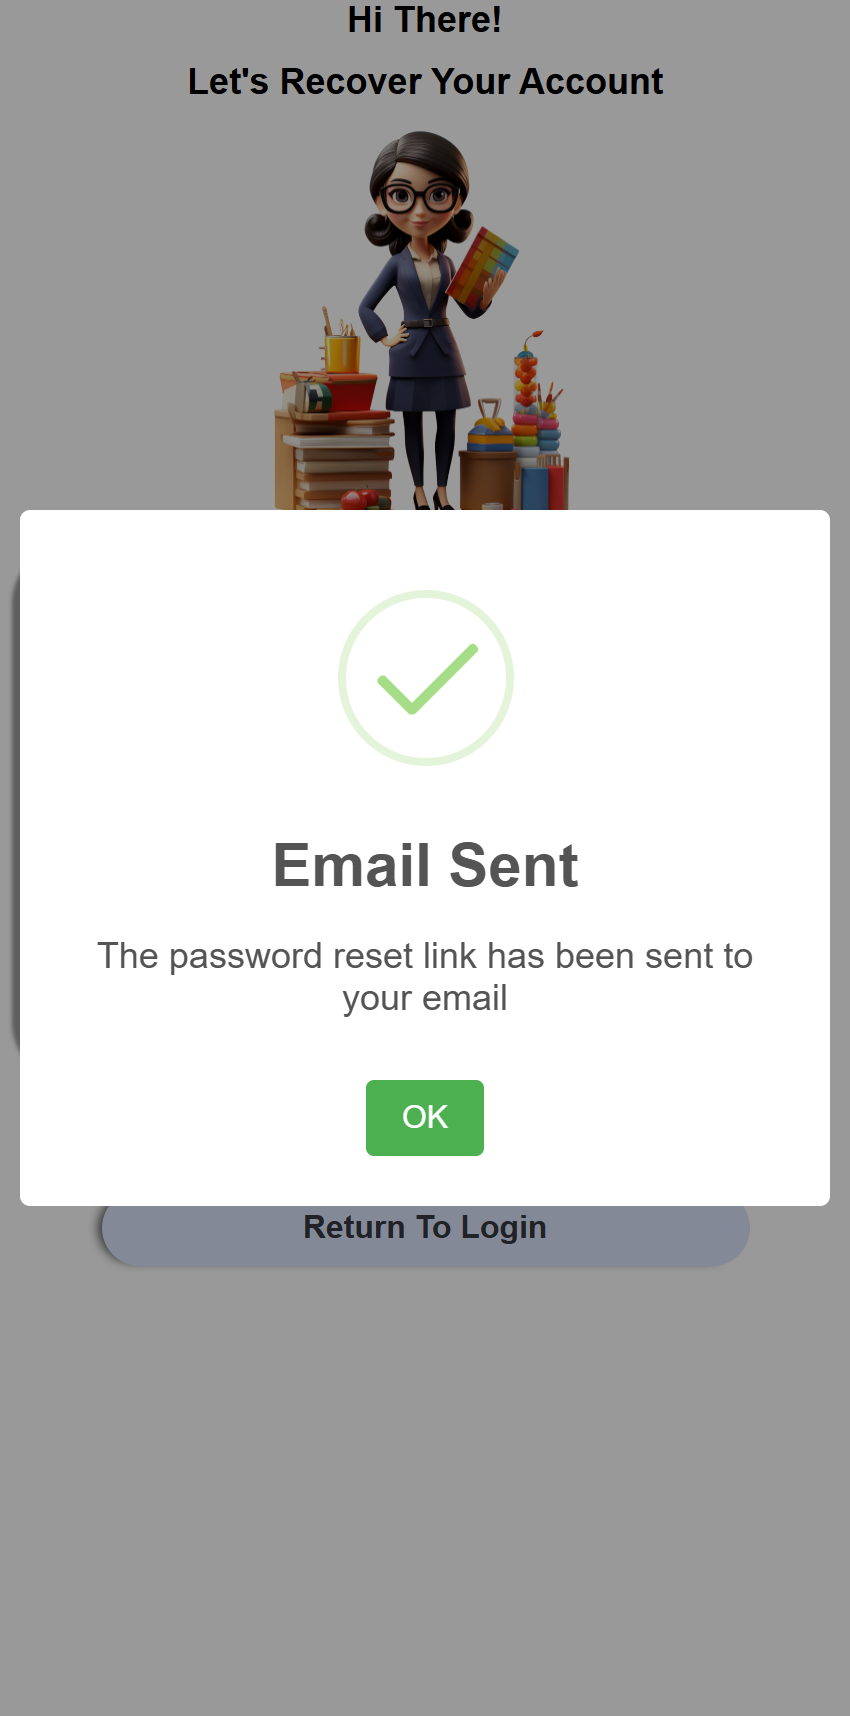 Hi There!
Let's Recover Your Account
Email Sent
The password reset link has been sent to
your email
OK
Return To Login